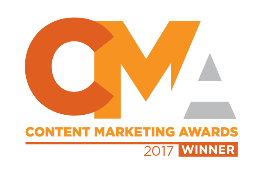 CMA
CONTENT MARKETING AWARDS
2017 WINNER